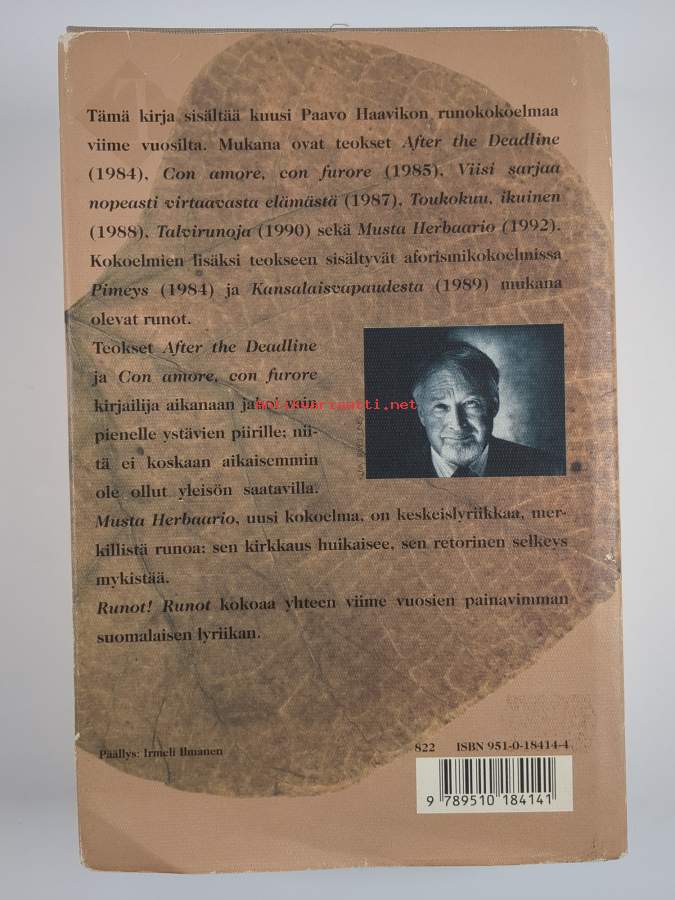 Tämä kirja sisältää kuusi Paavo Haavikon runokokoelmaa
viime vuosilta. Mukana ovat teokset After the Deadline
(1984), Con amore, con furore (1985), Viisi sarjaa
nopeasti virtaavasta elämästä (1987), Toukokuu, ikuinen
(1988), Talvirunoja (1990) sekä Musta Herbaario (1992).
Kokoelmien lisäksi teokseen sisältyvät aforismikokoelmissa
Pimeys (1984) ja Kansalaisvapaudesta (1989) mukana
olevat runot.
Teokset After the Deadline
ja Con amore, con furore
kirjailija aikanaan vain
pienelle ystävien piirille; nii-
tä ei koskaan aikaisemmin
ole ollut yleisön saatavilla.
Musta Herbaario, uusi kokoelma, on keskeislyriikkaa, mer-
killistä runoa: sen kirkkaus huikaisee, sen retorinen selkeys
mykistää.
Runot! Runot kokoaa yhteen viime vuosien painavimman
suomalaisen lyriikan.
Päällys: Irmeli Ilmanen
822 ISBN 951-0-18414-4
9 789510 184141